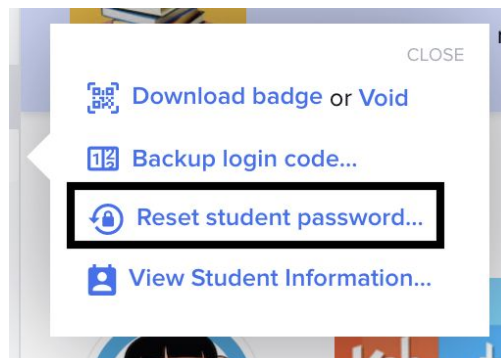 CLOSE
Download badge or Void
Backup login code...
Reset student password...
View Student Information...